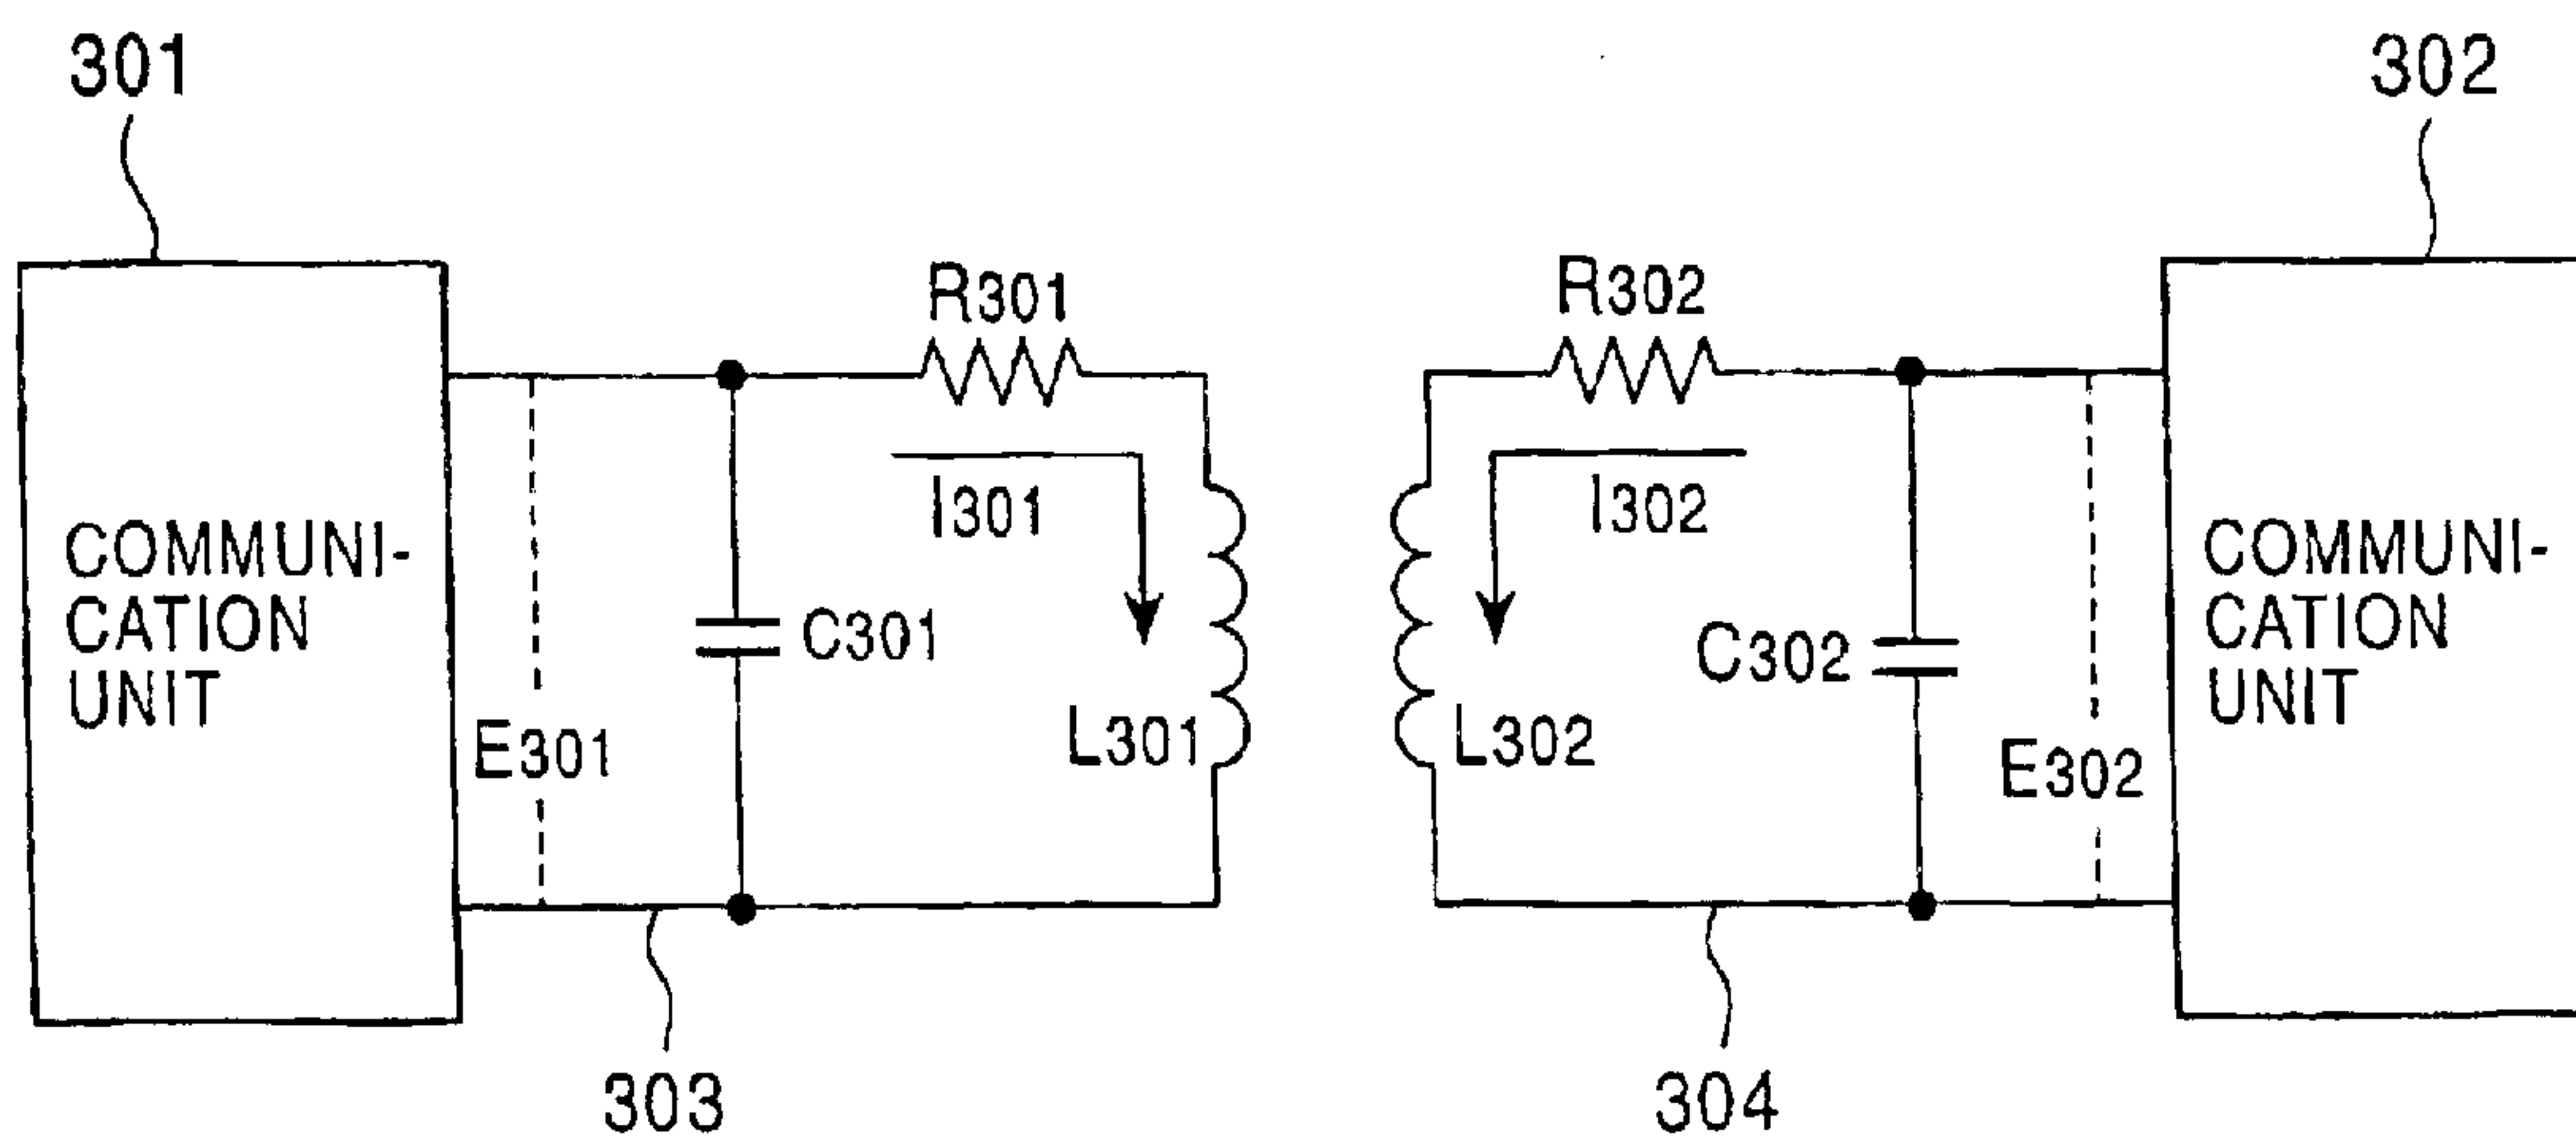 301
302
R301
R302
I301
I302
COMMUNI-
CATION
UNIT
C301
C302
COMMUNI-
CATION
UNIT
E301
L301
L302
E302
303
304